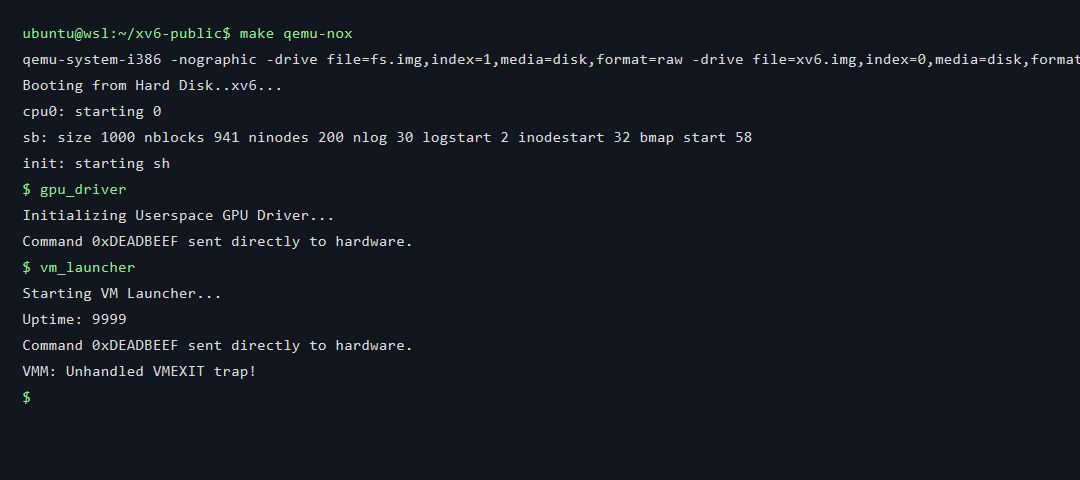 ubuntu@wsl:~/xv6-public$ make qemu-nox
qemu-system-i386 -nographic -drive file=fs.img,index=1,media=disk,format=raw -drive file=xv6.img,index=0,media=disk,format
Booting from Hard Disk..xv6...
cpu0: starting 0
sb: size 1000 nblocks 941 ninodes 200 nlog 30 logstart 2 inodestart 32 bmap start 58
init: starting sh
$ gpu_driver
Initializing Userspace GPU Driver...
Command 0xDEADBEEF sent directly to hardware.
$ vm_launcher
Starting VM Launcher...
Uptime: 9999
Command 0xDEADBEEF sent directly to hardware.
VMM: Unhandled VMEXIT trap!
$